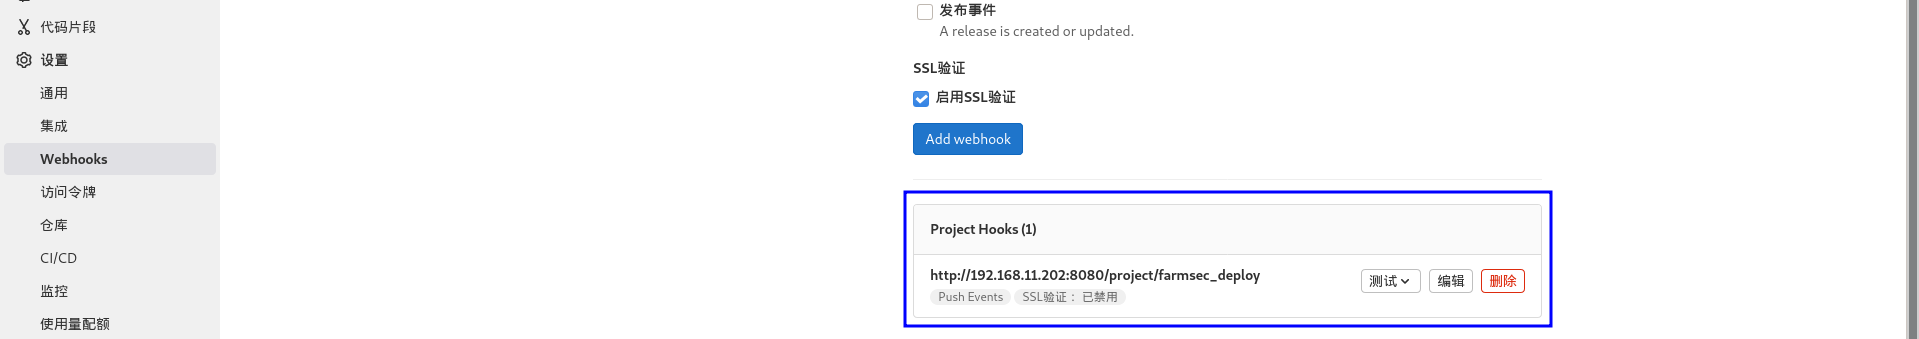 代码片段
设置
通用
集成
Webhooks
访问令牌
仓库
CI/CD
监控
使用量配额
发布事件
A release is created or updated.
SSL验证
启用SSL验证
Add webhook
Project Hooks (1)
http://192.168.11.202:8080/project/farmsec_deploy
测试 编辑 删除
Push Events SSL验证：已禁用